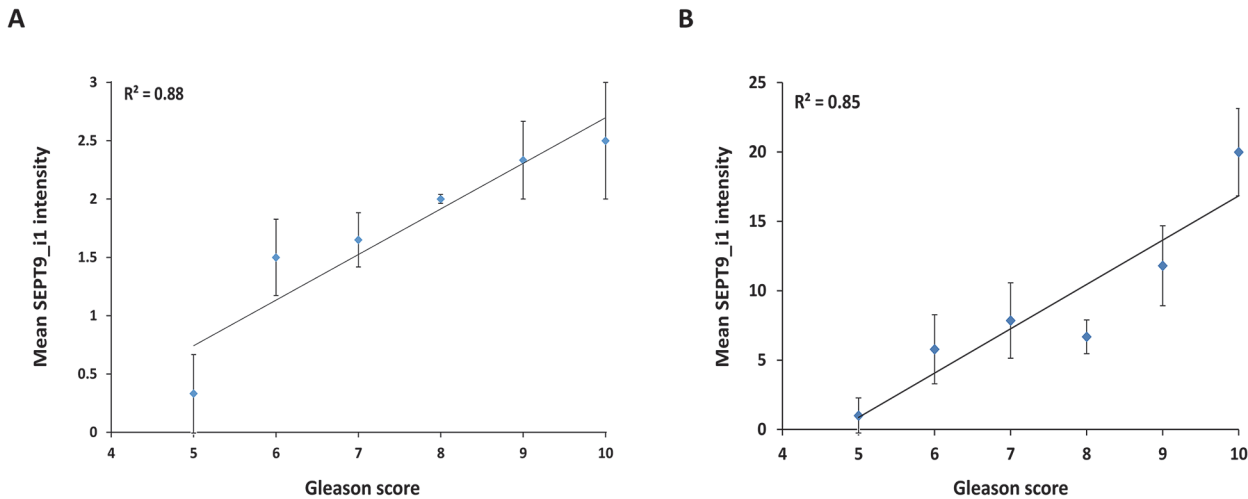 A
R² = 0.88
Mean SEPT9_i1 intensity
3
2.5
2
1.5
1
0.5
0
4 5 6 7 8 9 10
Gleason score
B
R² = 0.85
Mean SEPT9_i1 intensity
25
20
15
10
5
0
4 5 6 7 8 9 10
Gleason score